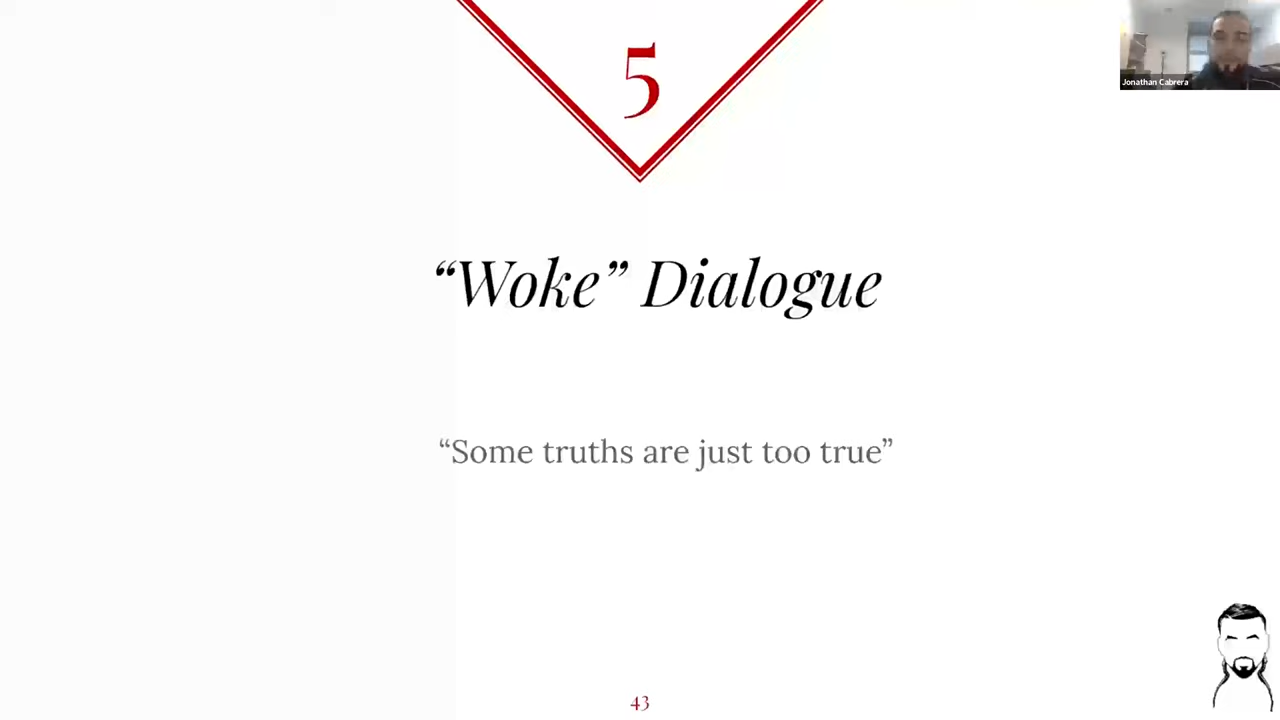 5
Jonathan Cabrera
“Woke” Dialogue
“Some truths are just too true”
43